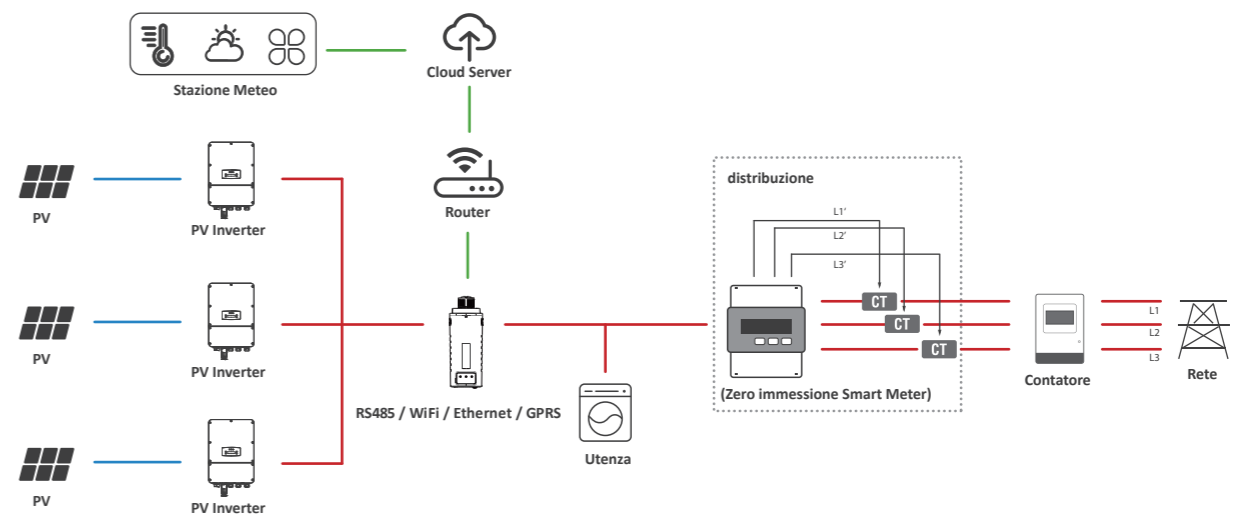 Stazione Meteo
Cloud Server
Router
PV
PV Inverter
PV
PV Inverter
PV
PV Inverter
RS485 / WiFi / Ethernet / GPRS
Utenza
distribuzione
L1'
L2'
L3'
CT
CT
CT
(Zero immessione Smart Meter)
Contatore
L1
L2
L3
Rete